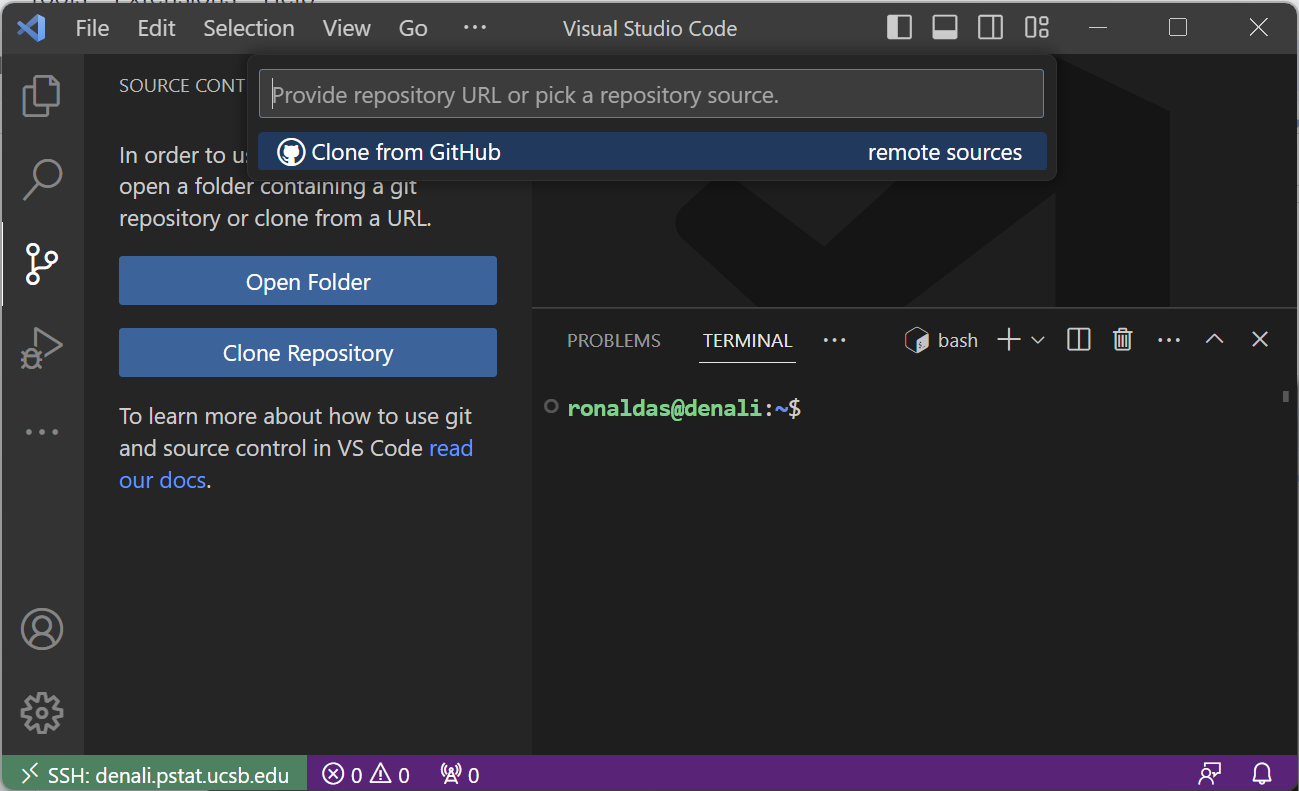 File Edit Selection View Go ··· Visual Studio Code
SOURCE CONT
Provide repository URL or pick a repository source.
Clone from GitHub remote sources
In order to u
open a folder containing a git
repository or clone from a URL.
Open Folder
Clone Repository
To learn more about how to use git
and source control in VS Code read
our docs.
PROBLEMS TERMINAL ··· bash
ronaldas@denali:~$
SSH: denali.pstat.ucsb.edu 0 0 0